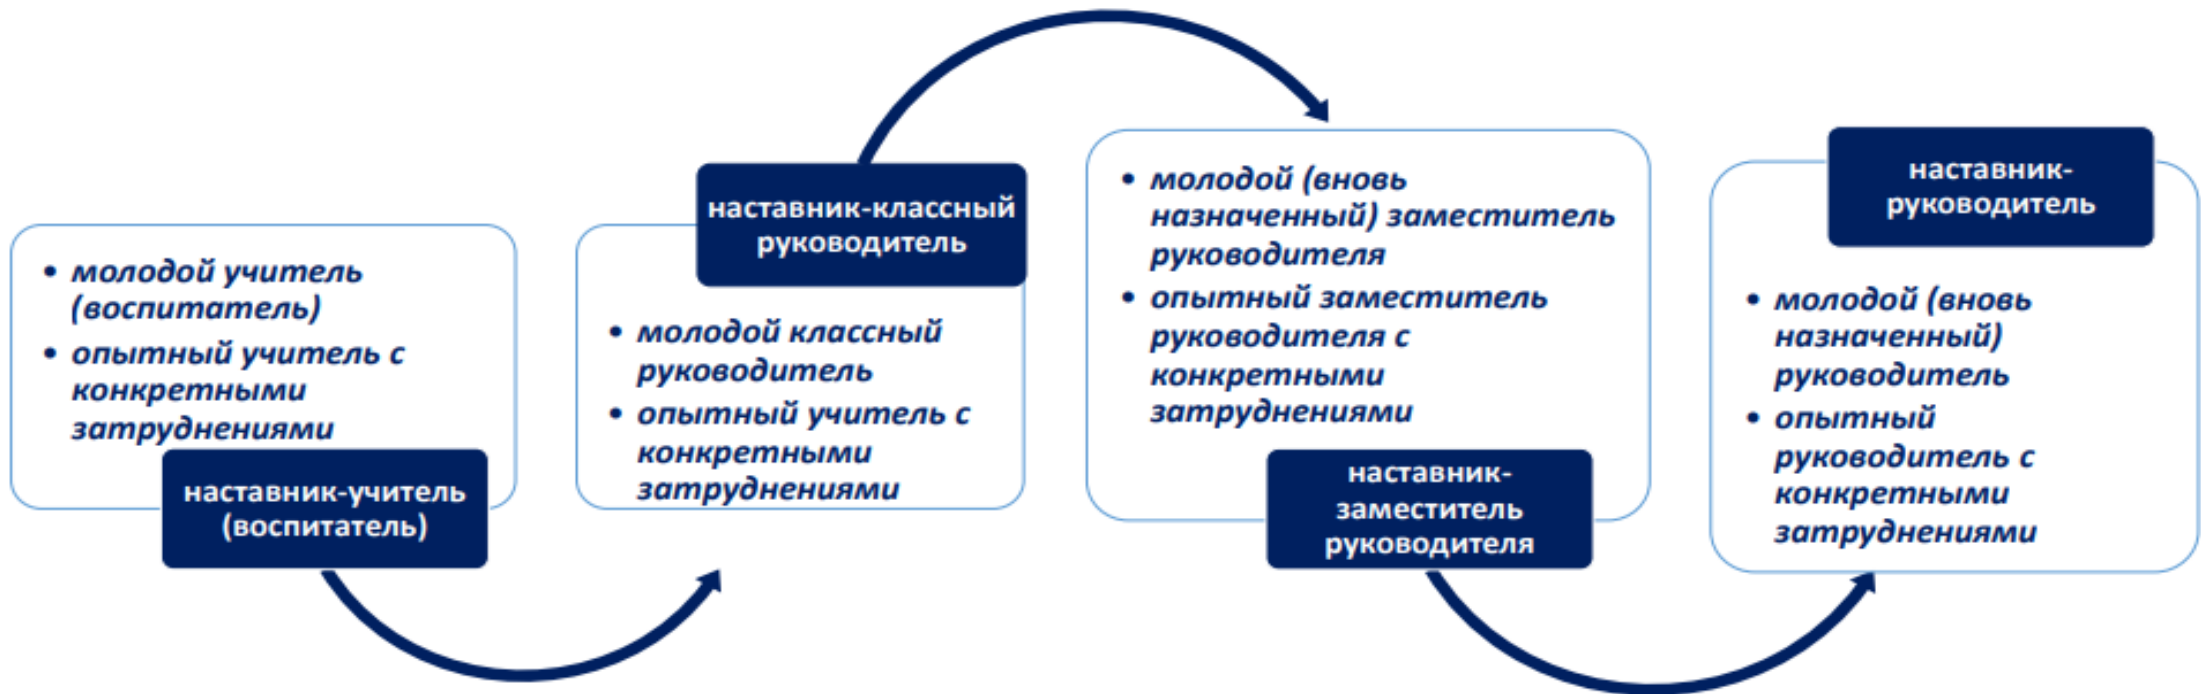 • молодой учитель
(воспитатель)
• опытный учитель с
конкретными
затруднениями
наставник-учитель
(воспитатель)
наставник-классный
руководитель
• молодой классный
руководитель
• опытный учитель с
конкретными
затруднениями
• молодой (вновь
назначенный) заместитель
руководителя
• опытный заместитель
руководителя с
конкретными
затруднениями
наставник-
заместитель
руководителя
наставник-
руководитель
• молодой (вновь
назначенный)
руководитель
• опытный
руководитель с
конкретными
затруднениями